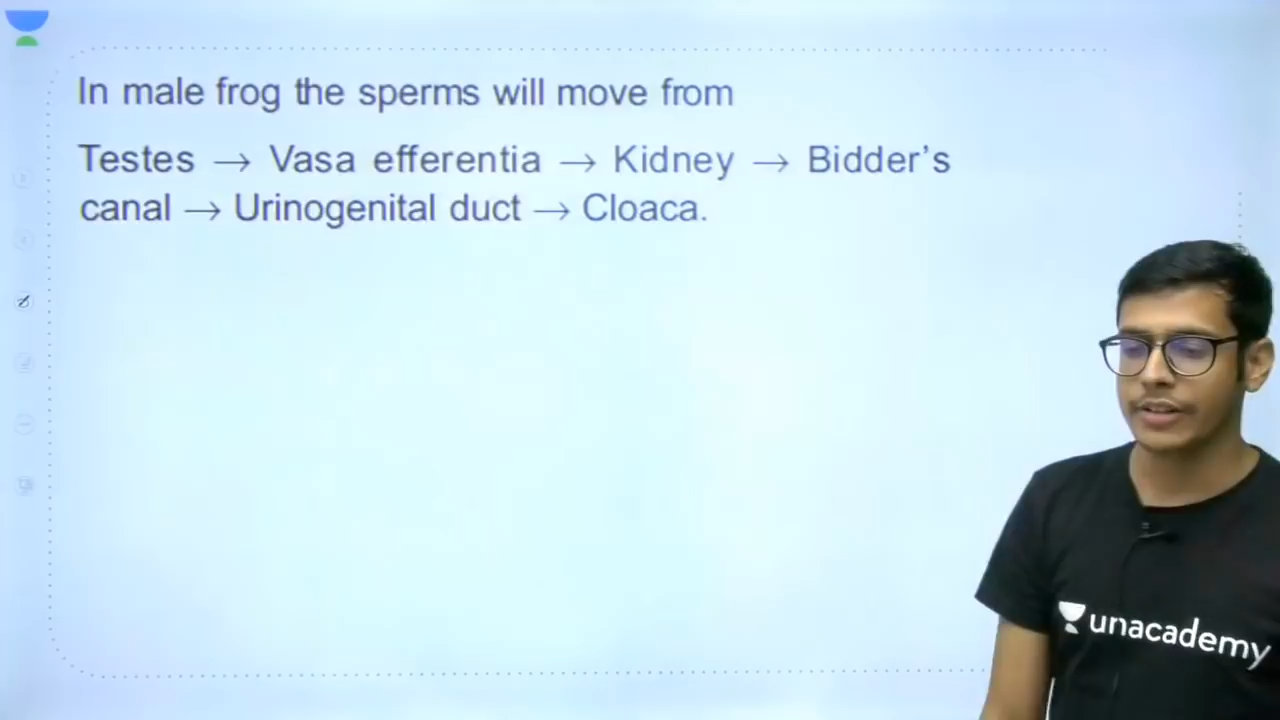 In male frog the sperms will move from
Testes → Vasa efferentia → Kidney → Bidder’s
canal → Urinogenital duct → Cloaca.
unacademy